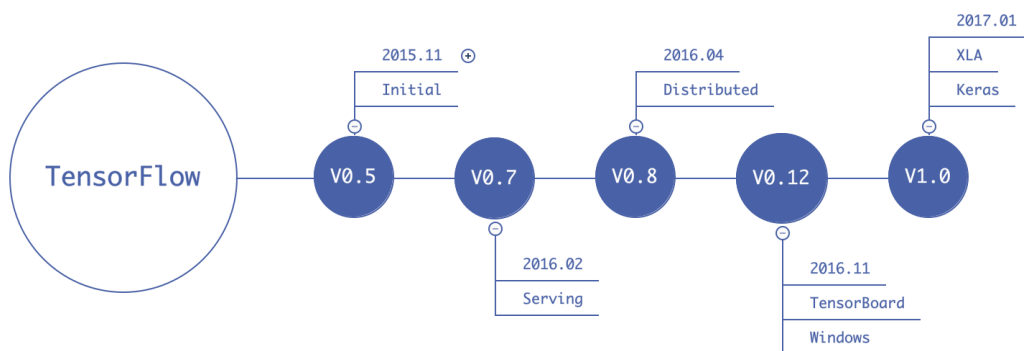 TensorFlow
2015.11
Initial
V0.5
V0.7
2016.02
Serving
2016.04
Distributed
V0.8
V0.12
2016.11
TensorBoard
Windows
2017.01
XLA
Keras
V1.0